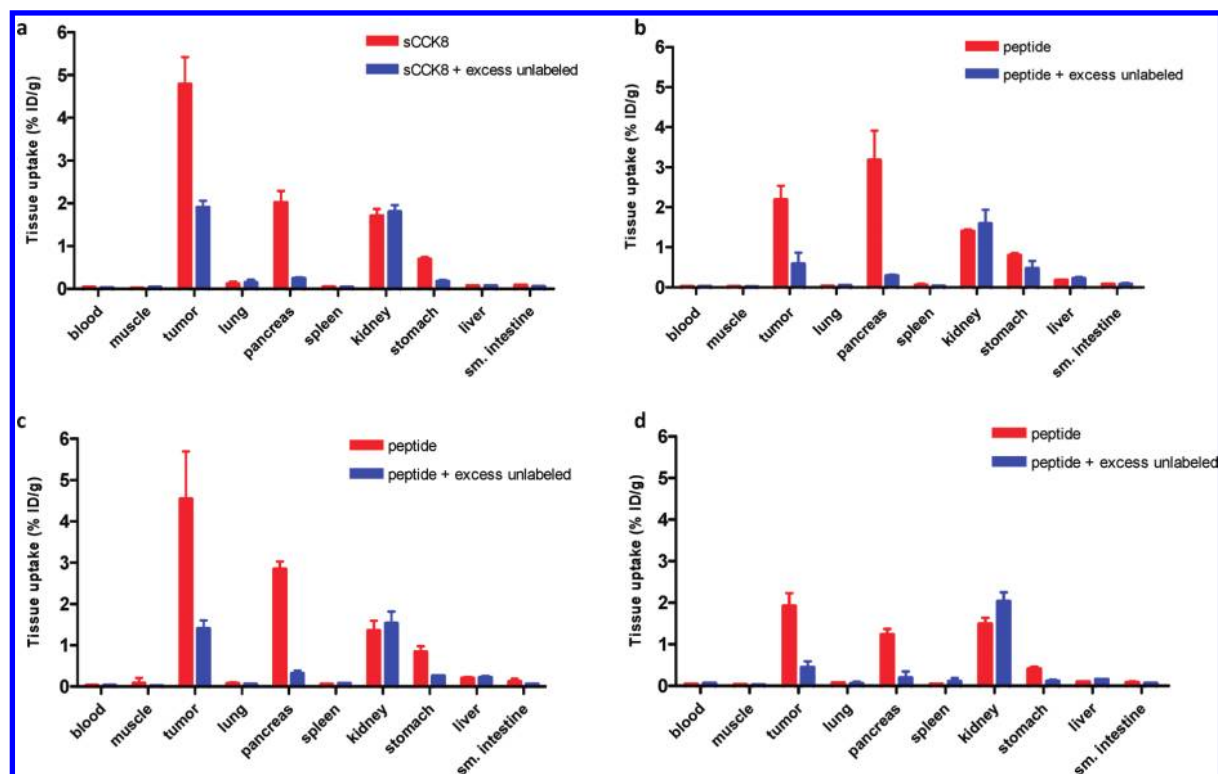 a
sCCK8
sCCK8 + excess unlabeled
Tissue uptake (% ID/g)
6
5
4
3
2
1
0
blood
muscle
tumor
lung
pancreas
spleen
kidney
stomach
liver
sm. intestine
b
peptide
peptide + excess unlabeled
Tissue uptake (% ID/g)
6
5
4
3
2
1
0
blood
muscle
tumor
lung
pancreas
spleen
kidney
stomach
liver
sm. intestine
c
peptide
peptide + excess unlabeled
Tissue uptake (% ID/g)
6
5
4
3
2
1
0
blood
muscle
tumor
lung
pancreas
spleen
kidney
stomach
liver
sm. intestine
d
peptide
peptide + excess unlabeled
Tissue uptake (% ID/g)
6
5
4
3
2
1
0
blood
muscle
tumor
lung
pancreas
spleen
kidney
stomach
liver
sm. intestine